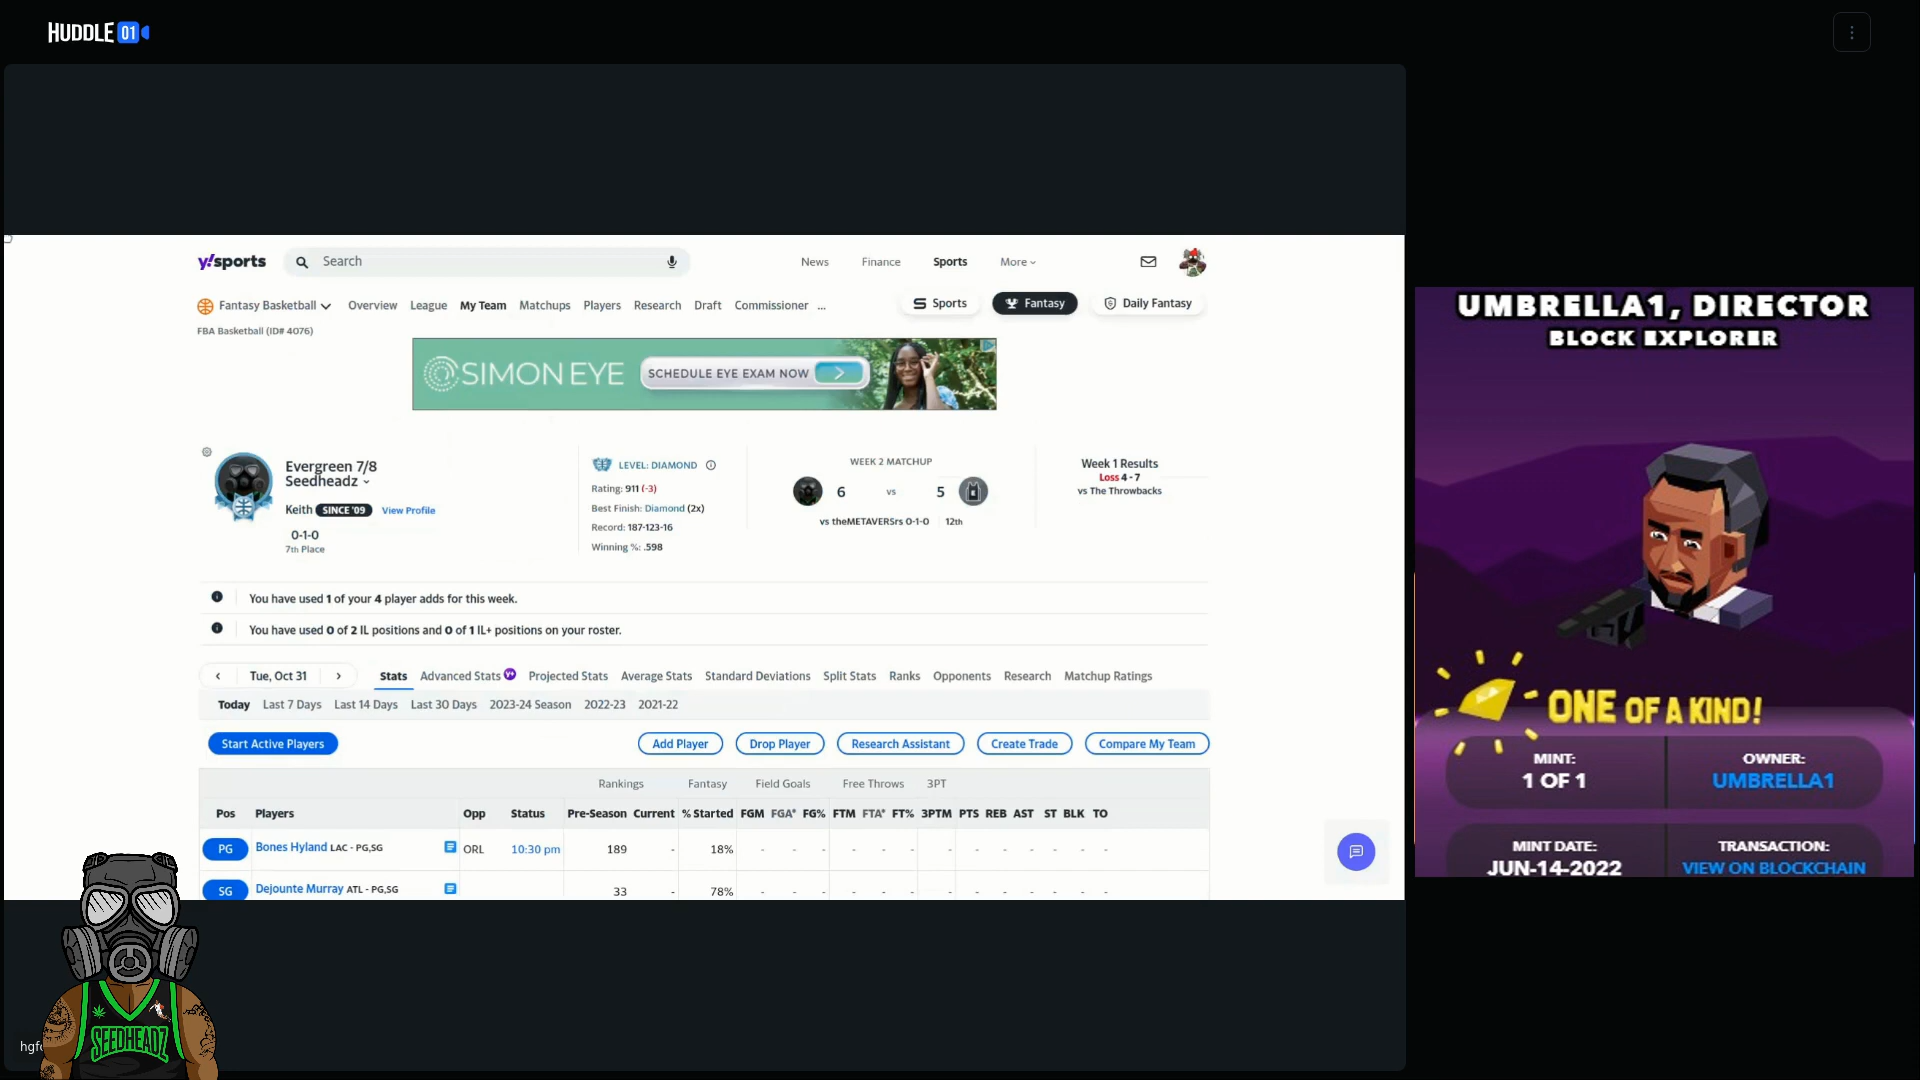 HUDDLE 01
y!sports
Search
News Finance Sports More
Fantasy Basketball Overview League My Team Matchups Players Research Draft Commissioner ...
Sports Fantasy Daily Fantasy
FBA Basketball (ID# 4076)
SIMON EYE SCHEDULE EYE EXAM NOW
Evergreen 7/8
Seedheadz
Keith SINCE '09 View Profile
0-1-0
7th Place
LEVEL: DIAMOND
Rating: 911 (-3)
Best Finish: Diamond (2x)
Record: 187-123-16
Winning %: .598
WEEK 2 MATCHUP
6 vs 5
vs theMETAVERSrs 0-1-0 12th
Week 1 Results
Loss 4 - 7
vs The Throwbacks
You have used 1 of your 4 player adds for this week.
You have used 0 of 2 IL positions and 0 of 1 IL+ positions on your roster.
Tue, Oct 31
Stats Advanced Stats Y+ Projected Stats Average Stats Standard Deviations Split Stats Ranks Opponents Research Matchup Ratings
Today Last 7 Days Last 14 Days Last 30 Days 2023-24 Season 2022-23 2021-22
Start Active Players Add Player Drop Player Research Assistant Create Trade Compare My Team
Rankings Fantasy Field Goals Free Throws 3PT
Pos Players Opp Status Pre-Season Current % Started FGM FGA* FG% FTM FTA* FT% 3PTM PTS REB AST ST BLK TO
PG Bones Hyland LAC - PG,SG ORL 10:30 pm 189 - 18% - - - - - - - - - - - - -
SG Dejounte Murray ATL - PG,SG 33 - 78% - - - - - - - - - - - - -
SEEDHEADZ
UMBRELLA1, DIRECTOR
BLOCK EXPLORER
ONE OF A KIND!
MINT:
1 OF 1
OWNER:
UMBRELLA1
MINT DATE:
JUN-14-2022
TRANSACTION:
VIEW ON BLOCKCHAIN